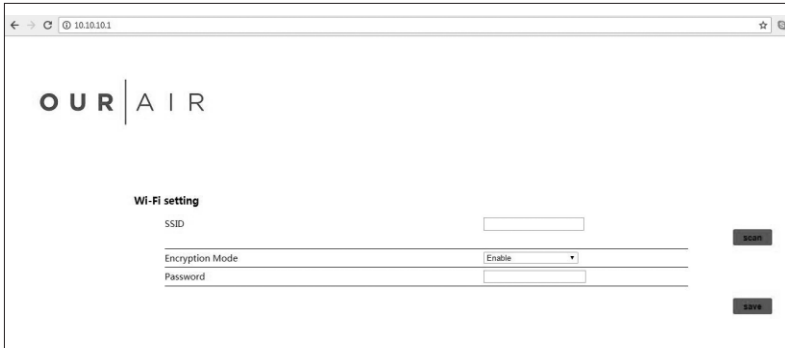 10.10.10.1
OUR AIR
Wi-Fi setting
SSID
scan
Encryption Mode Enable
Password
save